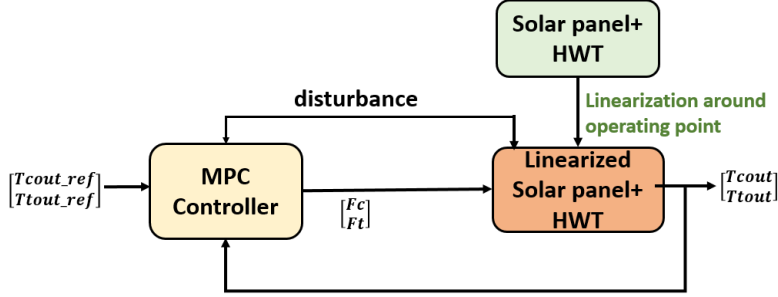 Solar panel+
HWT
disturbance
Linearization around
operating point
[Tcout_ref]
[Ttout_ref]
MPC
Controller
[Fc]
[Ft]
Linearized
Solar panel+
HWT
[Tcout]
[Ttout]